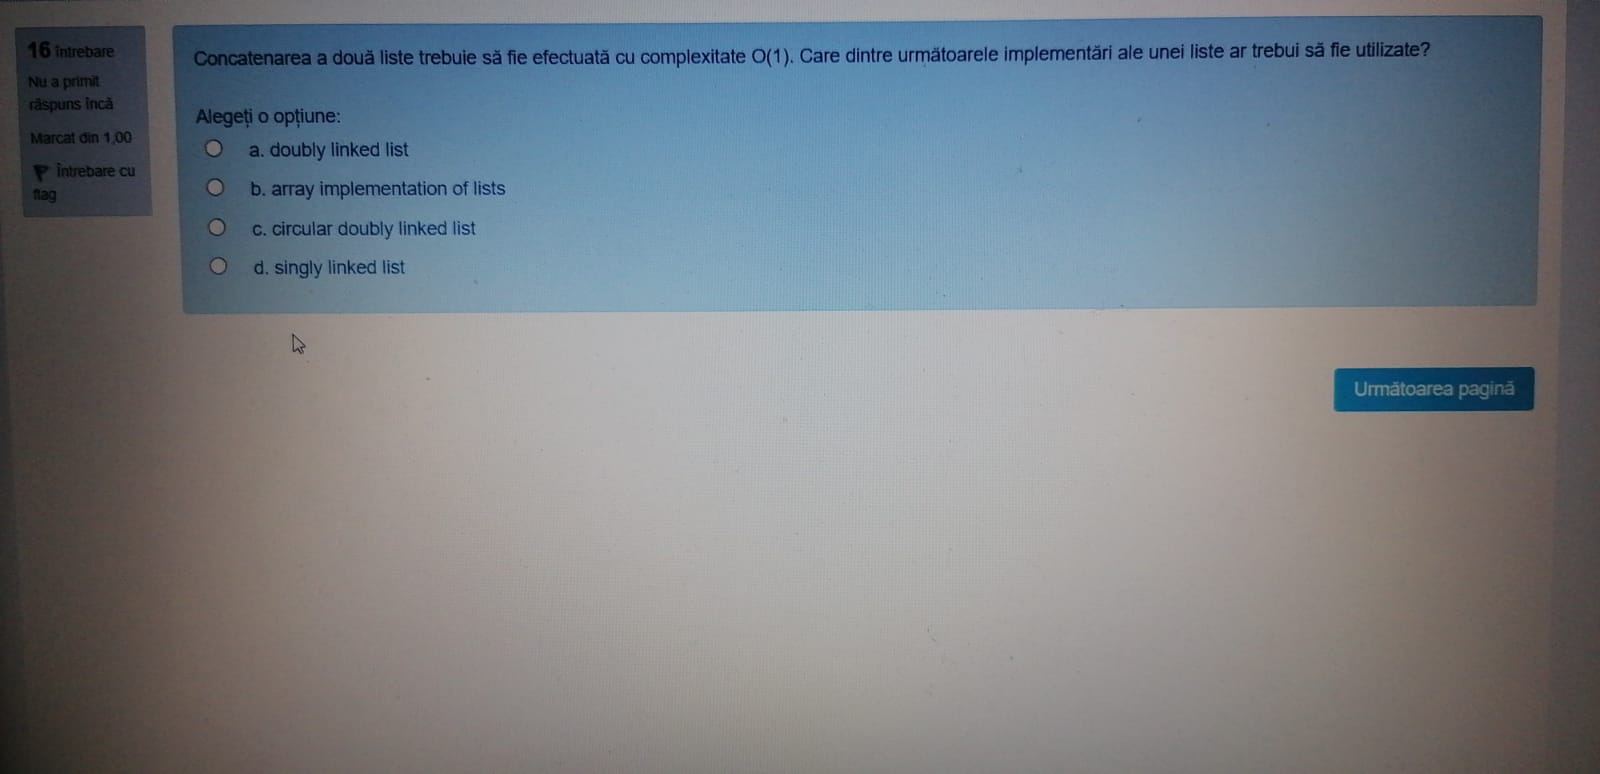 16 întrebare
Nu a primit
răspuns încă
Marcat din 1,00
Întrebare cu
flag
Concatenarea a două liste trebuie să fie efectuată cu complexitate O(1). Care dintre următoarele implementări ale unei liste ar trebui să fie utilizate?
Alegeți o opțiune:
a. doubly linked list
b. array implementation of lists
c. circular doubly linked list
d. singly linked list
Următoarea pagină